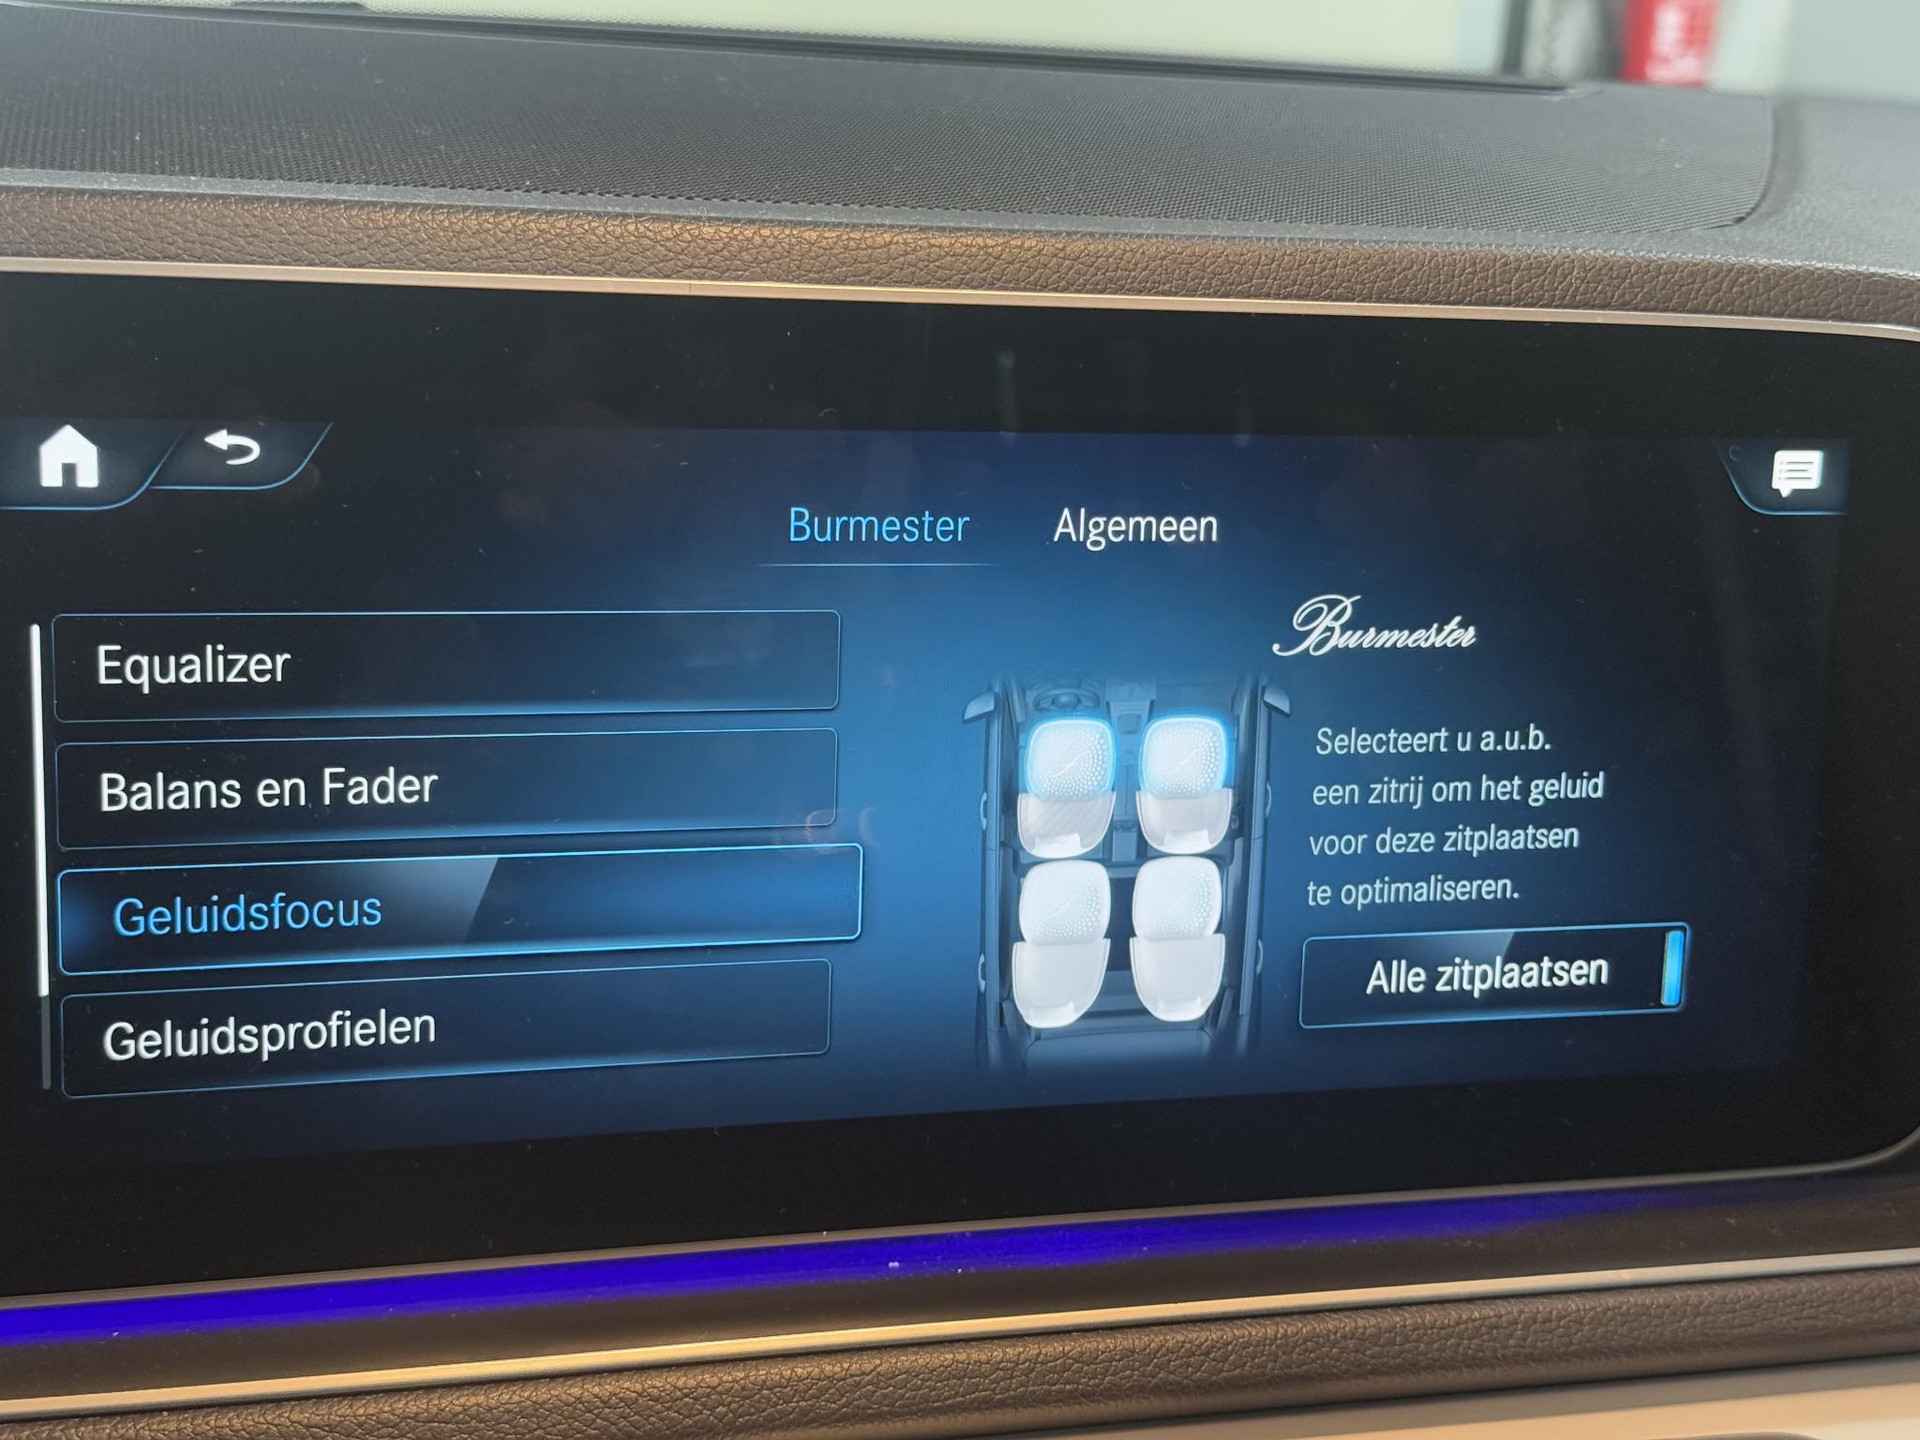 Burmester
Algemeen
Equalizer
Balans en Fader
Geluidsfocus
Geluidsprofielen
Burmester
Selecteert u a.u.b.
een zitrij om het geluid
voor deze zitplaatsen
te optimaliseren.
Alle zitplaatsen